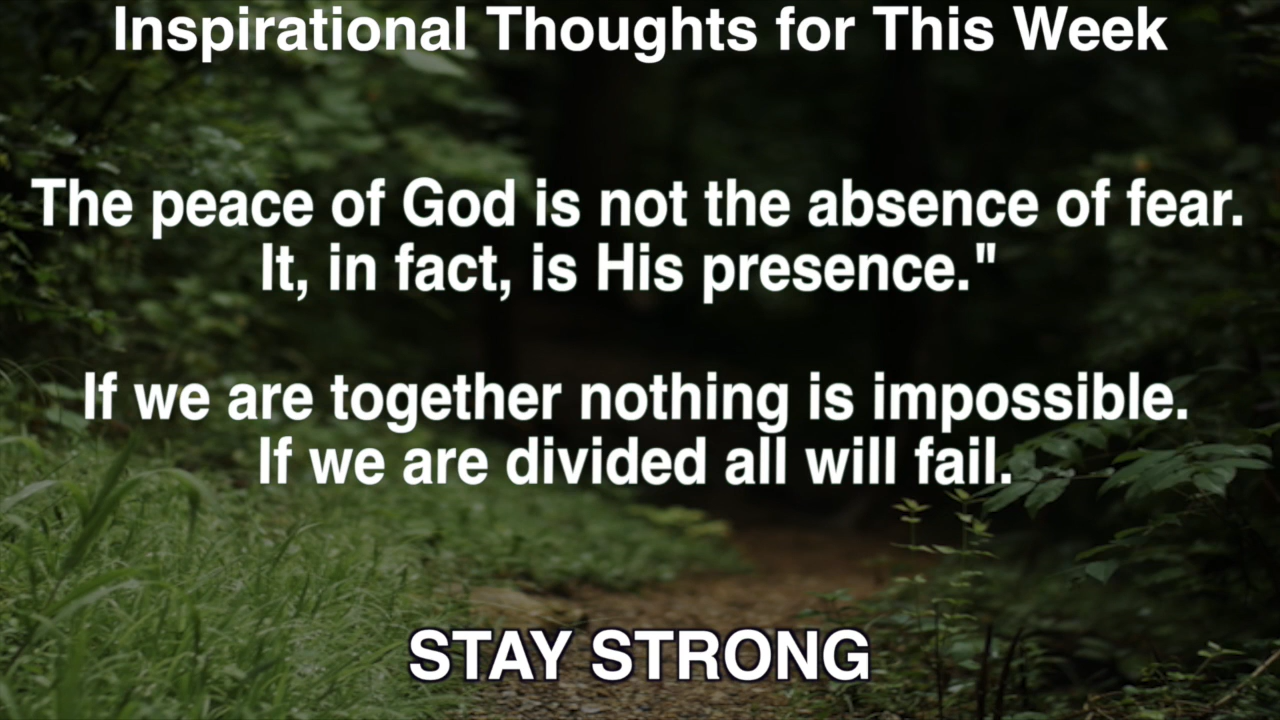 Inspirational Thoughts for This Week
The peace of God is not the absence of fear.
It, in fact, is His presence."
If we are together nothing is impossible.
If we are divided all will fail.
STAY STRONG